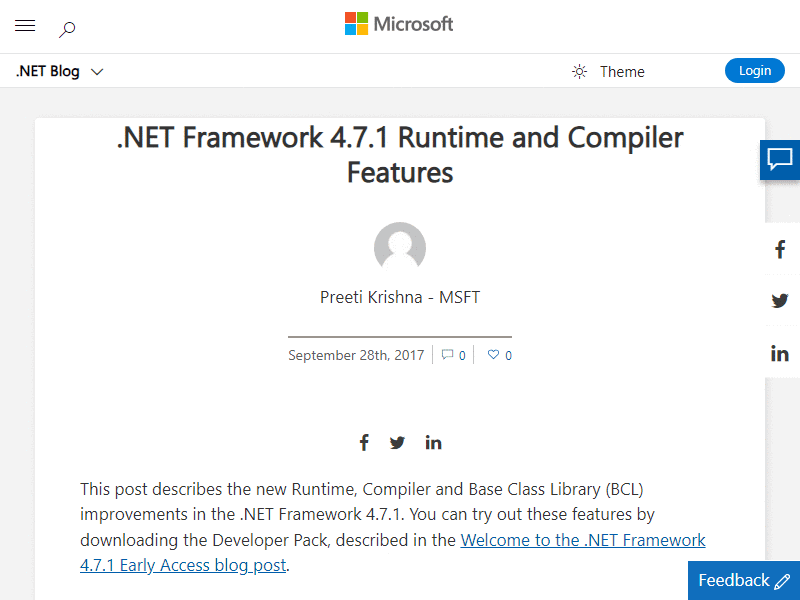 Microsoft
.NET Blog
Theme
Login
.NET Framework 4.7.1 Runtime and Compiler
Features
Preeti Krishna - MSFT
September 28th, 2017 0 0
This post describes the new Runtime, Compiler and Base Class Library (BCL)
improvements in the .NET Framework 4.7.1. You can try out these features by
downloading the Developer Pack, described in the Welcome to the .NET Framework
4.7.1 Early Access blog post.
Feedback